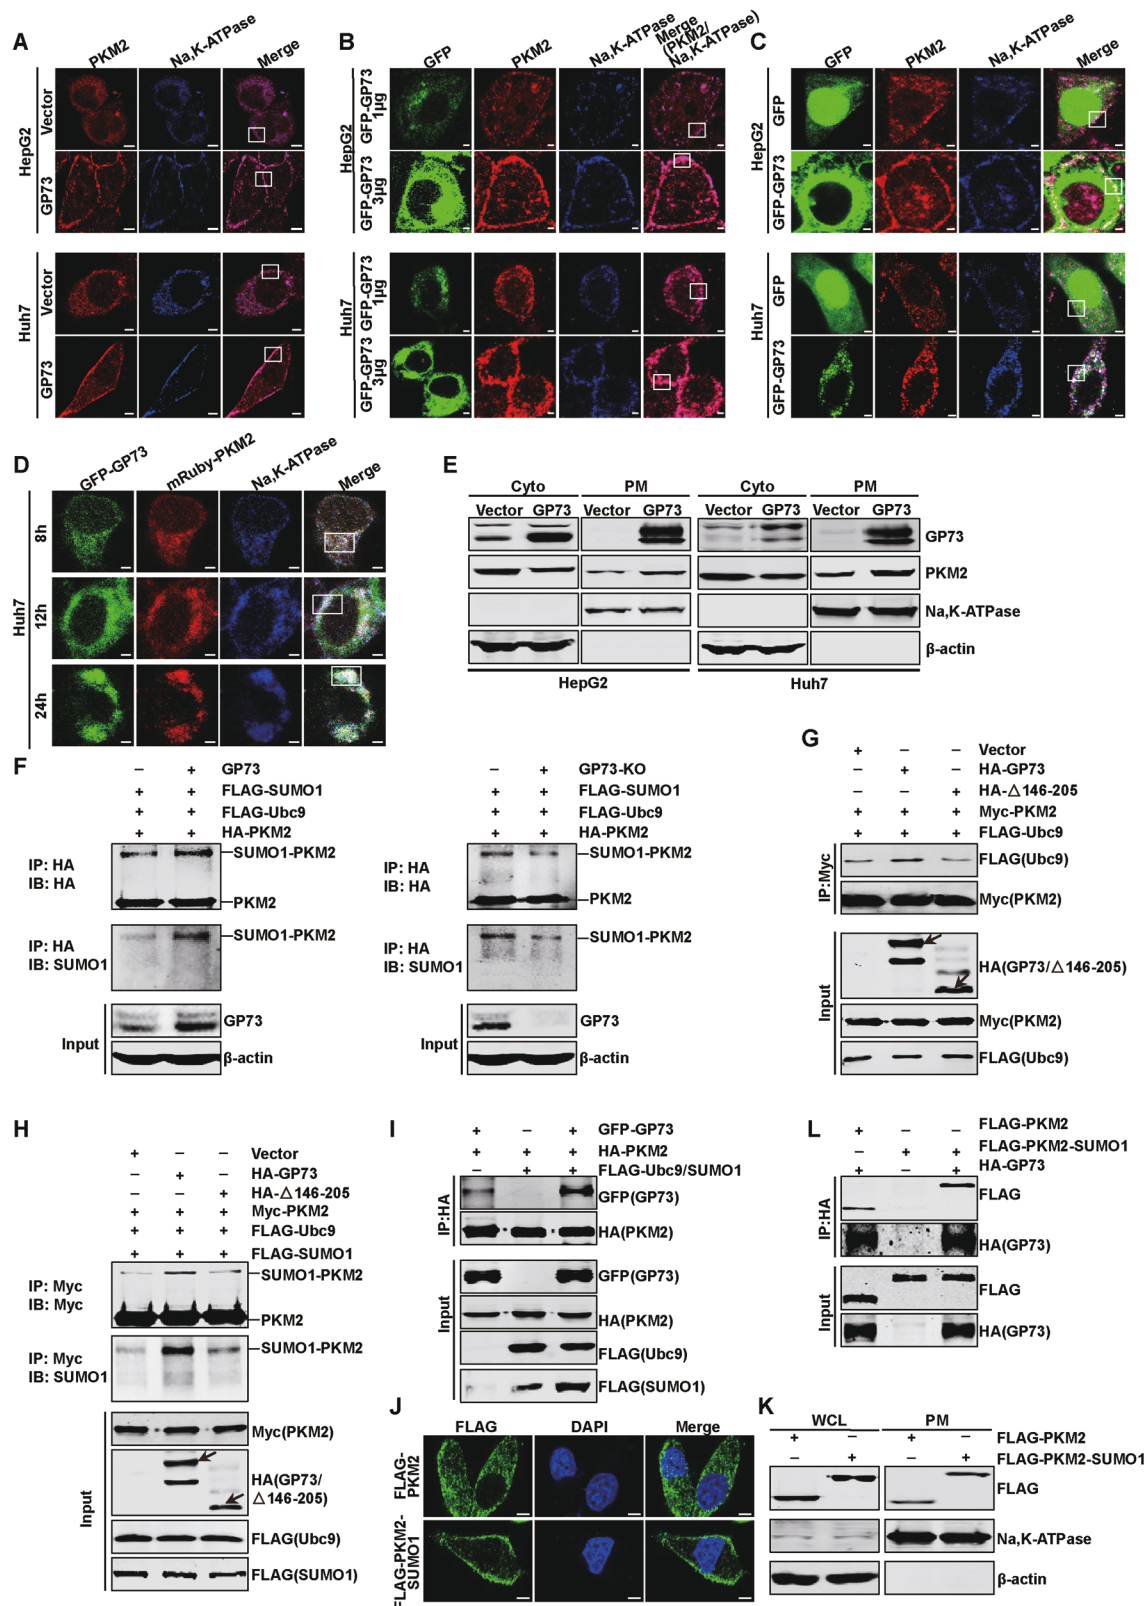 A
PKM2 Na,K-ATPase Merge
HepG2
Vector
GP73
Huh7
Vector
GP73
B
GFP PKM2 Na,K-ATPase Merge (PKM2/ Na,K-ATPase)
HepG2
GFP-GP73 1μg
GFP-GP73 3μg
Huh7
GFP-GP73 1μg
GFP-GP73 3μg
C
GFP PKM2 Na,K-ATPase Merge
HepG2
GFP
GFP-GP73
Huh7
GFP
GFP-GP73
D
GFP-GP73 mRuby-PKM2 Na,K-ATPase Merge
Huh7
8h
12h
24h
E
Cyto PM Cyto PM
Vector GP73 Vector GP73 Vector GP73 Vector GP73
GP73
PKM2
Na,K-ATPase
β-actin
HepG2 Huh7
F
− + GP73
+ + FLAG-SUMO1
+ + FLAG-Ubc9
+ + HA-PKM2
IP: HA
IB: HA
SUMO1-PKM2
PKM2
IP: HA
IB: SUMO1
SUMO1-PKM2
Input
GP73
β-actin
− + GP73-KO
+ + FLAG-SUMO1
+ + FLAG-Ubc9
+ + HA-PKM2
IP: HA
IB: HA
SUMO1-PKM2
PKM2
IP: HA
IB: SUMO1
SUMO1-PKM2
Input
GP73
β-actin
G
+ − − Vector
− + − HA-GP73
− − + HA-△146-205
+ + + Myc-PKM2
+ + + FLAG-Ubc9
IP:Myc
FLAG(Ubc9)
Myc(PKM2)
Input
HA(GP73/△146-205)
Myc(PKM2)
FLAG(Ubc9)
H
+ − − Vector
− + − HA-GP73
− − + HA-△146-205
+ + + Myc-PKM2
+ + + FLAG-Ubc9
+ + + FLAG-SUMO1
IP: Myc
IB: Myc
SUMO1-PKM2
PKM2
IP: Myc
IB: SUMO1
SUMO1-PKM2
Input
Myc(PKM2)
HA(GP73/
△146-205)
FLAG(Ubc9)
FLAG(SUMO1)
I
+ − + GFP-GP73
+ + + HA-PKM2
− + + FLAG-Ubc9/SUMO1
IP:HA
GFP(GP73)
HA(PKM2)
Input
GFP(GP73)
HA(PKM2)
FLAG(Ubc9)
FLAG(SUMO1)
L
+ − − FLAG-PKM2
− + + FLAG-PKM2-SUMO1
+ − + HA-GP73
IP:HA
FLAG
HA(GP73)
Input
FLAG
HA(GP73)
J
FLAG DAPI Merge
FLAG-PKM2
FLAG-PKM2-SUMO1
K
WCL PM
+ − + − FLAG-PKM2
− + − + FLAG-PKM2-SUMO1
FLAG
Na,K-ATPase
β-actin